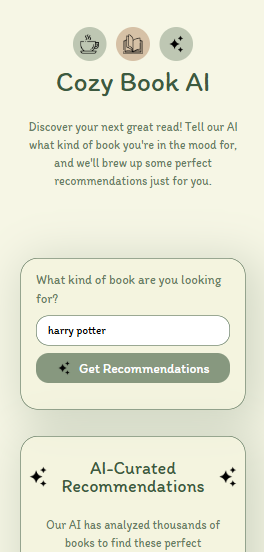 Cozy Book AI
Discover your next great read! Tell our AI
what kind of book you're in the mood for,
and we'll brew up some perfect
recommendations just for you.
What kind of book are you looking
for?
harry potter
Get Recommendations
AI-Curated
Recommendations
Our AI has analyzed thousands of
books to find these perfect